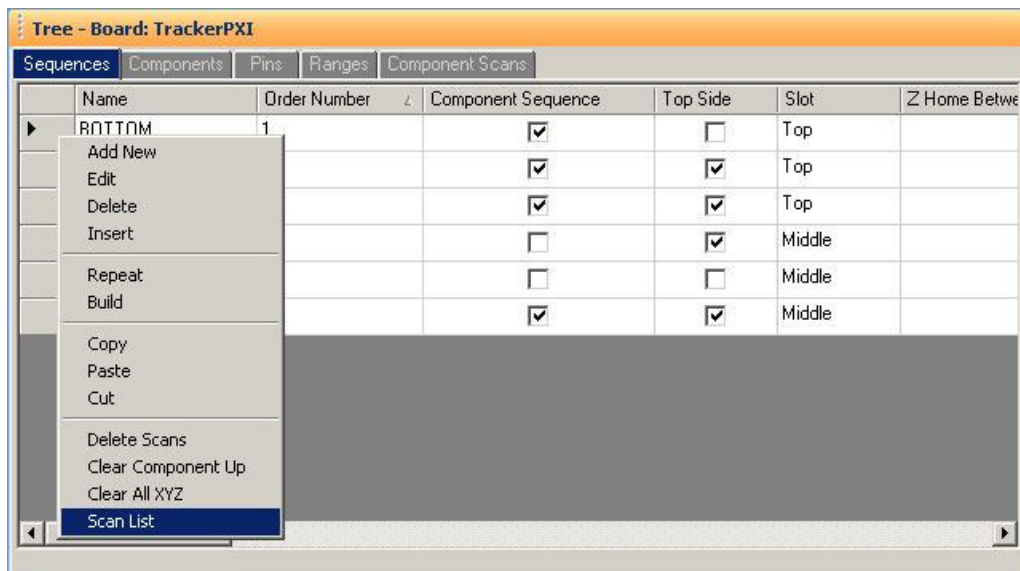 Tree - Board: TrackerPXI
Sequences Components Pins Ranges Component Scans
Name Order Number Component Sequence Top Side Slot Z Home Betwe
BOTTOM 1 Top
Top
Top
Middle
Middle
Middle
Add New
Edit
Delete
Insert
Repeat
Build
Copy
Paste
Cut
Delete Scans
Clear Component Up
Clear All XYZ
Scan List